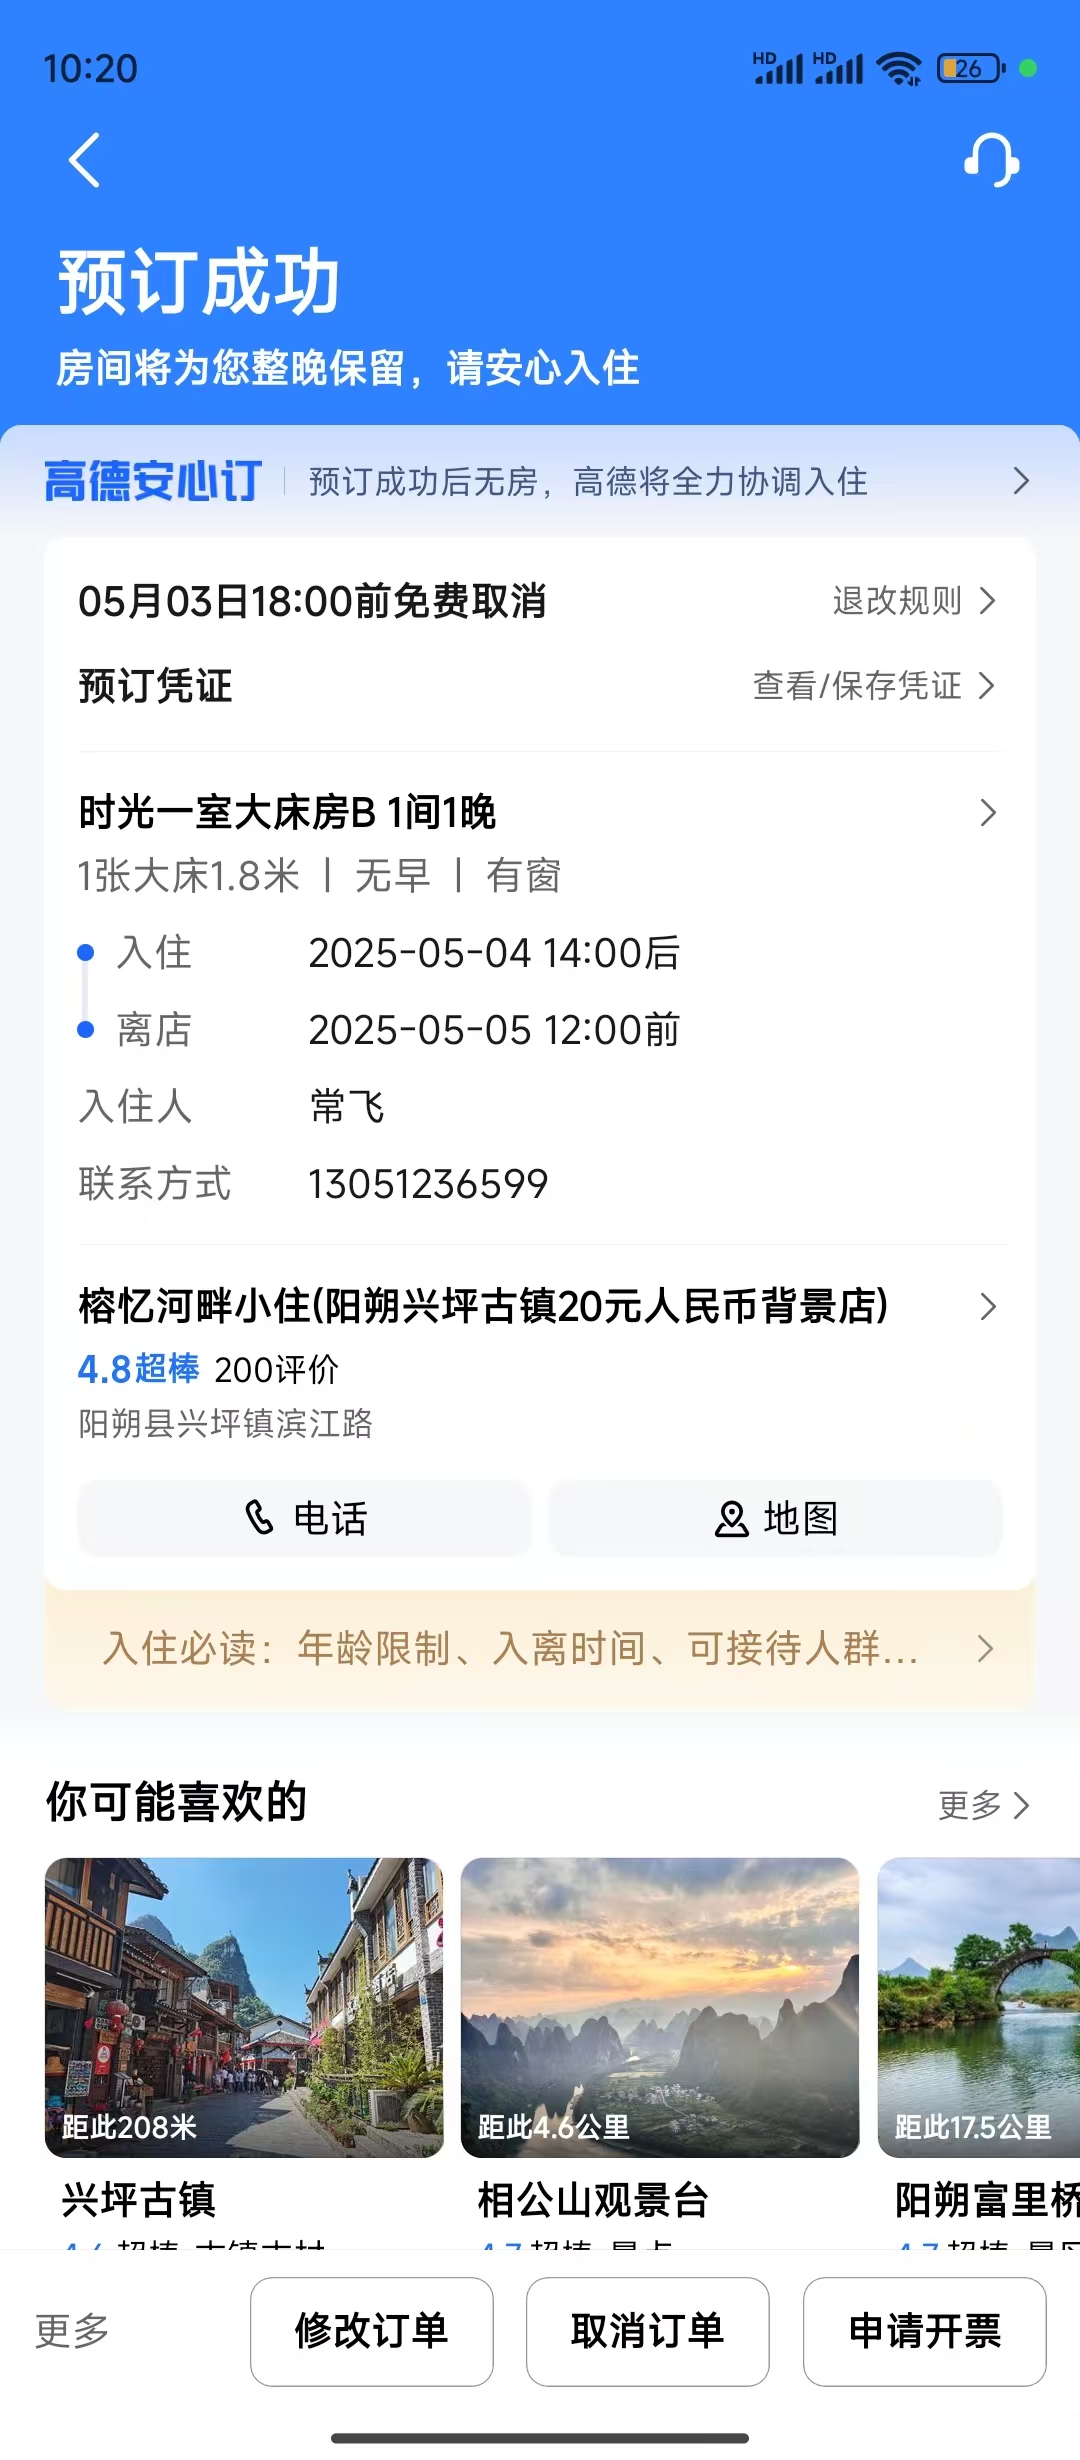 10:20
HD HD 26
预订成功
房间将为您整晚保留，请安心入住
高德安心订 预订成功后无房，高德将全力协调入住
05月03日18:00前免费取消 退改规则
预订凭证 查看/保存凭证
时光一室大床房B 1间1晚
1张大床1.8米 | 无早 | 有窗
入住 2025-05-04 14:00后
离店 2025-05-05 12:00前
入住人 常飞
联系方式 13051236599
榕忆河畔小住(阳朔兴坪古镇20元人民币背景店)
4.8超棒 200评价
阳朔县兴坪镇滨江路
电话 地图
入住必读：年龄限制、入离时间、可接待人群...
你可能喜欢的 更多
距此208米 距此4.6公里 距此17.5公里
兴坪古镇 相公山观景台 阳朔富里桥
更多 修改订单 取消订单 申请开票